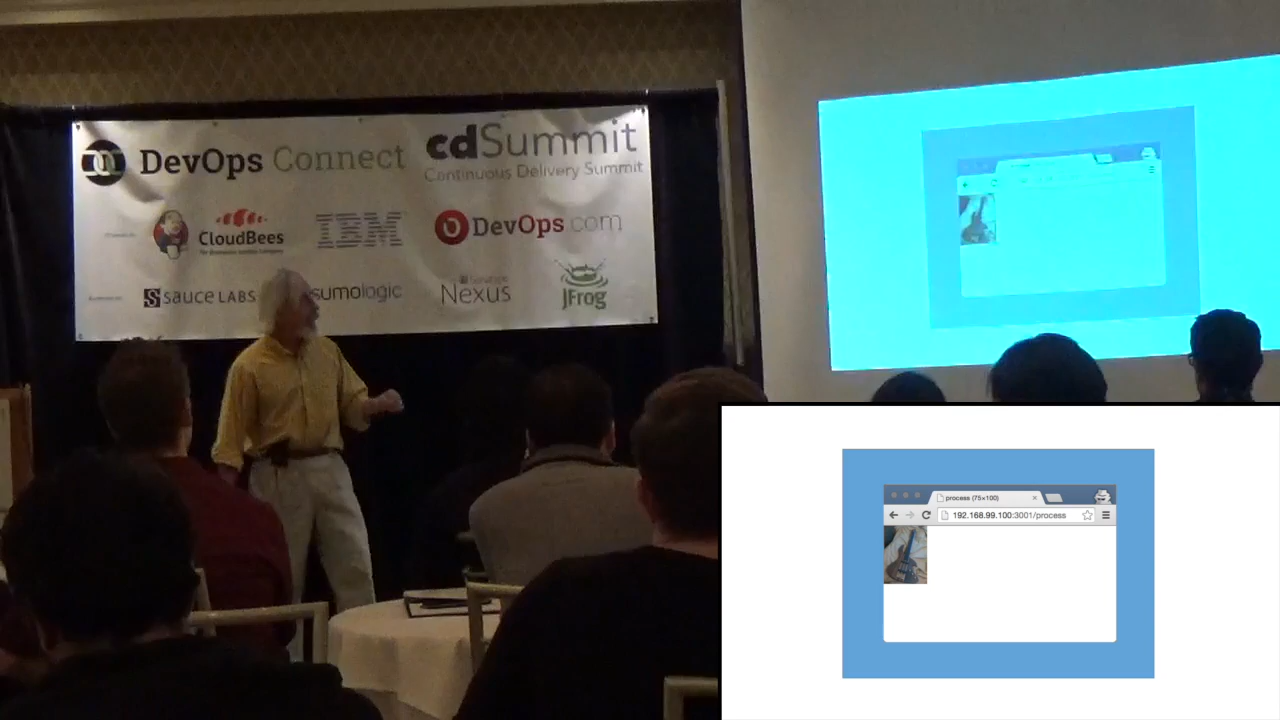 DevOps Connect
cdSummit
Continuous Delivery Summit
CloudBees
IBM
DevOps.com
SAUCE LABS
sumologic
Nexus
JFrog
process (75×100)
192.168.99.100:3001/process